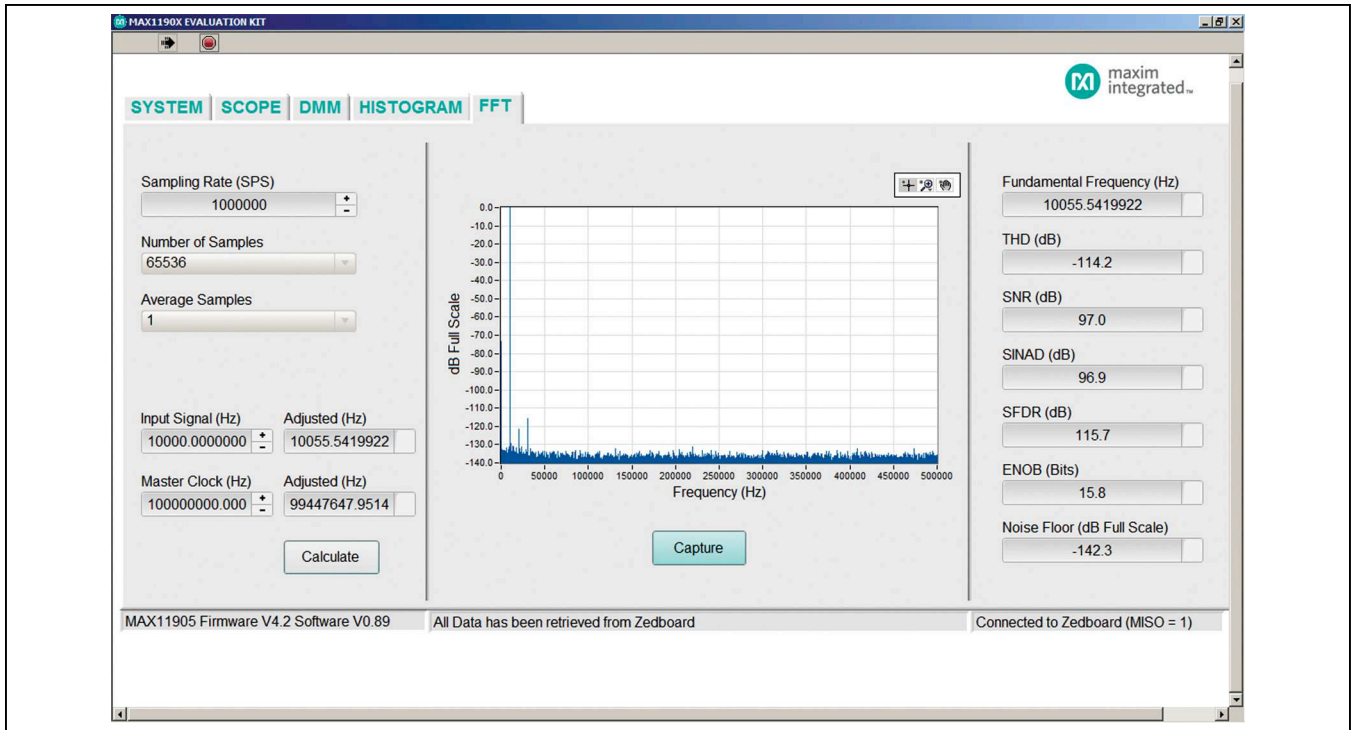 MAX1190X EVALUATION KIT
maxim
integrated™
SYSTEM SCOPE DMM HISTOGRAM FFT
Sampling Rate (SPS)
1000000
Number of Samples
65536
Average Samples
1
Input Signal (Hz) Adjusted (Hz)
10000.0000000 10055.5419922
Master Clock (Hz) Adjusted (Hz)
100000000.000 99447647.9514
Calculate
dB Full Scale
0.0
-10.0
-20.0
-30.0
-40.0
-50.0
-60.0
-70.0
-80.0
-90.0
-100.0
-110.0
-120.0
-130.0
-140.0
0 50000 100000 150000 200000 250000 300000 350000 400000 450000 500000
Frequency (Hz)
Capture
Fundamental Frequency (Hz)
10055.5419922
THD (dB)
-114.2
SNR (dB)
97.0
SINAD (dB)
96.9
SFDR (dB)
115.7
ENOB (Bits)
15.8
Noise Floor (dB Full Scale)
-142.3
MAX11905 Firmware V4.2 Software V0.89 All Data has been retrieved from Zedboard Connected to Zedboard (MISO = 1)